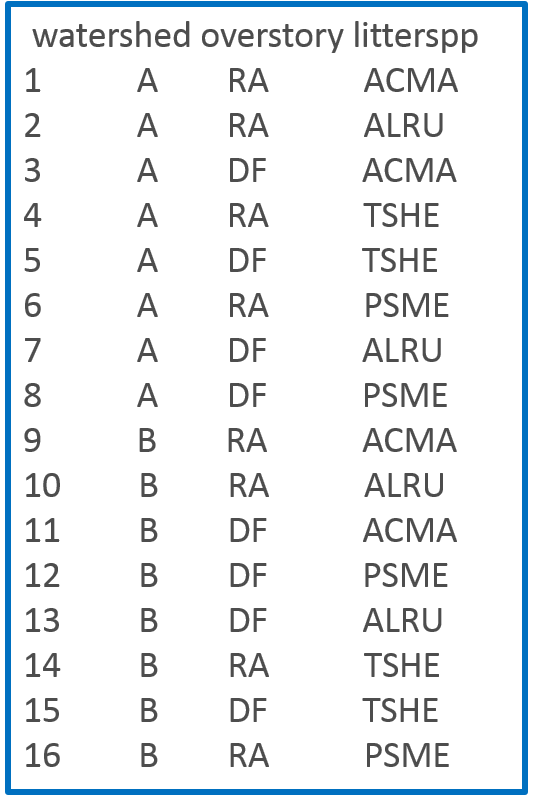 watershed overstory litterspp
1 A RA ACMA
2 A RA ALRU
3 A DF ACMA
4 A RA TSHE
5 A DF TSHE
6 A RA PSME
7 A DF ALRU
8 A DF PSME
9 B RA ACMA
10 B RA ALRU
11 B DF ACMA
12 B DF PSME
13 B DF ALRU
14 B RA TSHE
15 B DF TSHE
16 B RA PSME